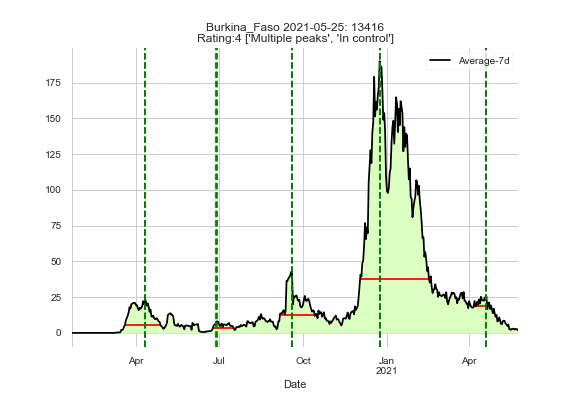 Burkina_Faso 2021-05-25: 13416
Rating:4 ['Multiple peaks', 'In control']
Average-7d
175
150
125
100
75
50
25
0
Apr
Jul
Oct
Jan
2021
Apr
Date